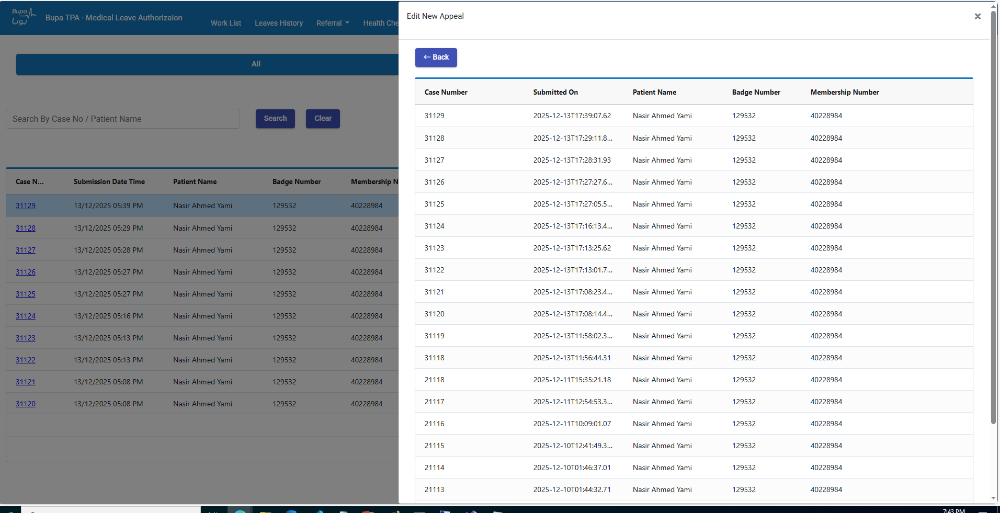 Bupa
بوبا
Bupa TPA - Medical Leave Authorizaion
Work List Leaves History Referral Health Che
All
Search By Case No / Patient Name Search Clear
Case N... Submission Date Time Patient Name Badge Number Membership N
31129 13/12/2025 05:39 PM Nasir Ahmed Yami 129532 40228984
31128 13/12/2025 05:29 PM Nasir Ahmed Yami 129532 40228984
31127 13/12/2025 05:28 PM Nasir Ahmed Yami 129532 40228984
31126 13/12/2025 05:27 PM Nasir Ahmed Yami 129532 40228984
31125 13/12/2025 05:27 PM Nasir Ahmed Yami 129532 40228984
31124 13/12/2025 05:16 PM Nasir Ahmed Yami 129532 40228984
31123 13/12/2025 05:13 PM Nasir Ahmed Yami 129532 40228984
31122 13/12/2025 05:13 PM Nasir Ahmed Yami 129532 40228984
31121 13/12/2025 05:08 PM Nasir Ahmed Yami 129532 40228984
31120 13/12/2025 05:08 PM Nasir Ahmed Yami 129532 40228984
Edit New Appeal
Back
Case Number Submitted On Patient Name Badge Number Membership Number
31129 2025-12-13T17:39:07.62 Nasir Ahmed Yami 129532 40228984
31128 2025-12-13T17:29:11.8... Nasir Ahmed Yami 129532 40228984
31127 2025-12-13T17:28:31.93 Nasir Ahmed Yami 129532 40228984
31126 2025-12-13T17:27:27.6... Nasir Ahmed Yami 129532 40228984
31125 2025-12-13T17:27:05.5... Nasir Ahmed Yami 129532 40228984
31124 2025-12-13T17:16:13.4... Nasir Ahmed Yami 129532 40228984
31123 2025-12-13T17:13:25.62 Nasir Ahmed Yami 129532 40228984
31122 2025-12-13T17:13:01.7... Nasir Ahmed Yami 129532 40228984
31121 2025-12-13T17:08:23.4... Nasir Ahmed Yami 129532 40228984
31120 2025-12-13T17:08:14.4... Nasir Ahmed Yami 129532 40228984
31119 2025-12-13T11:58:02.3... Nasir Ahmed Yami 129532 40228984
31118 2025-12-13T11:56:44.31 Nasir Ahmed Yami 129532 40228984
21118 2025-12-11T15:35:21.18 Nasir Ahmed Yami 129532 40228984
21117 2025-12-11T12:54:53.3... Nasir Ahmed Yami 129532 40228984
21116 2025-12-11T10:09:01.07 Nasir Ahmed Yami 129532 40228984
21115 2025-12-10T12:41:49.3... Nasir Ahmed Yami 129532 40228984
21114 2025-12-10T01:46:37.01 Nasir Ahmed Yami 129532 40228984
21113 2025-12-10T01:44:32.71 Nasir Ahmed Yami 129532 40228984
7:43 PM